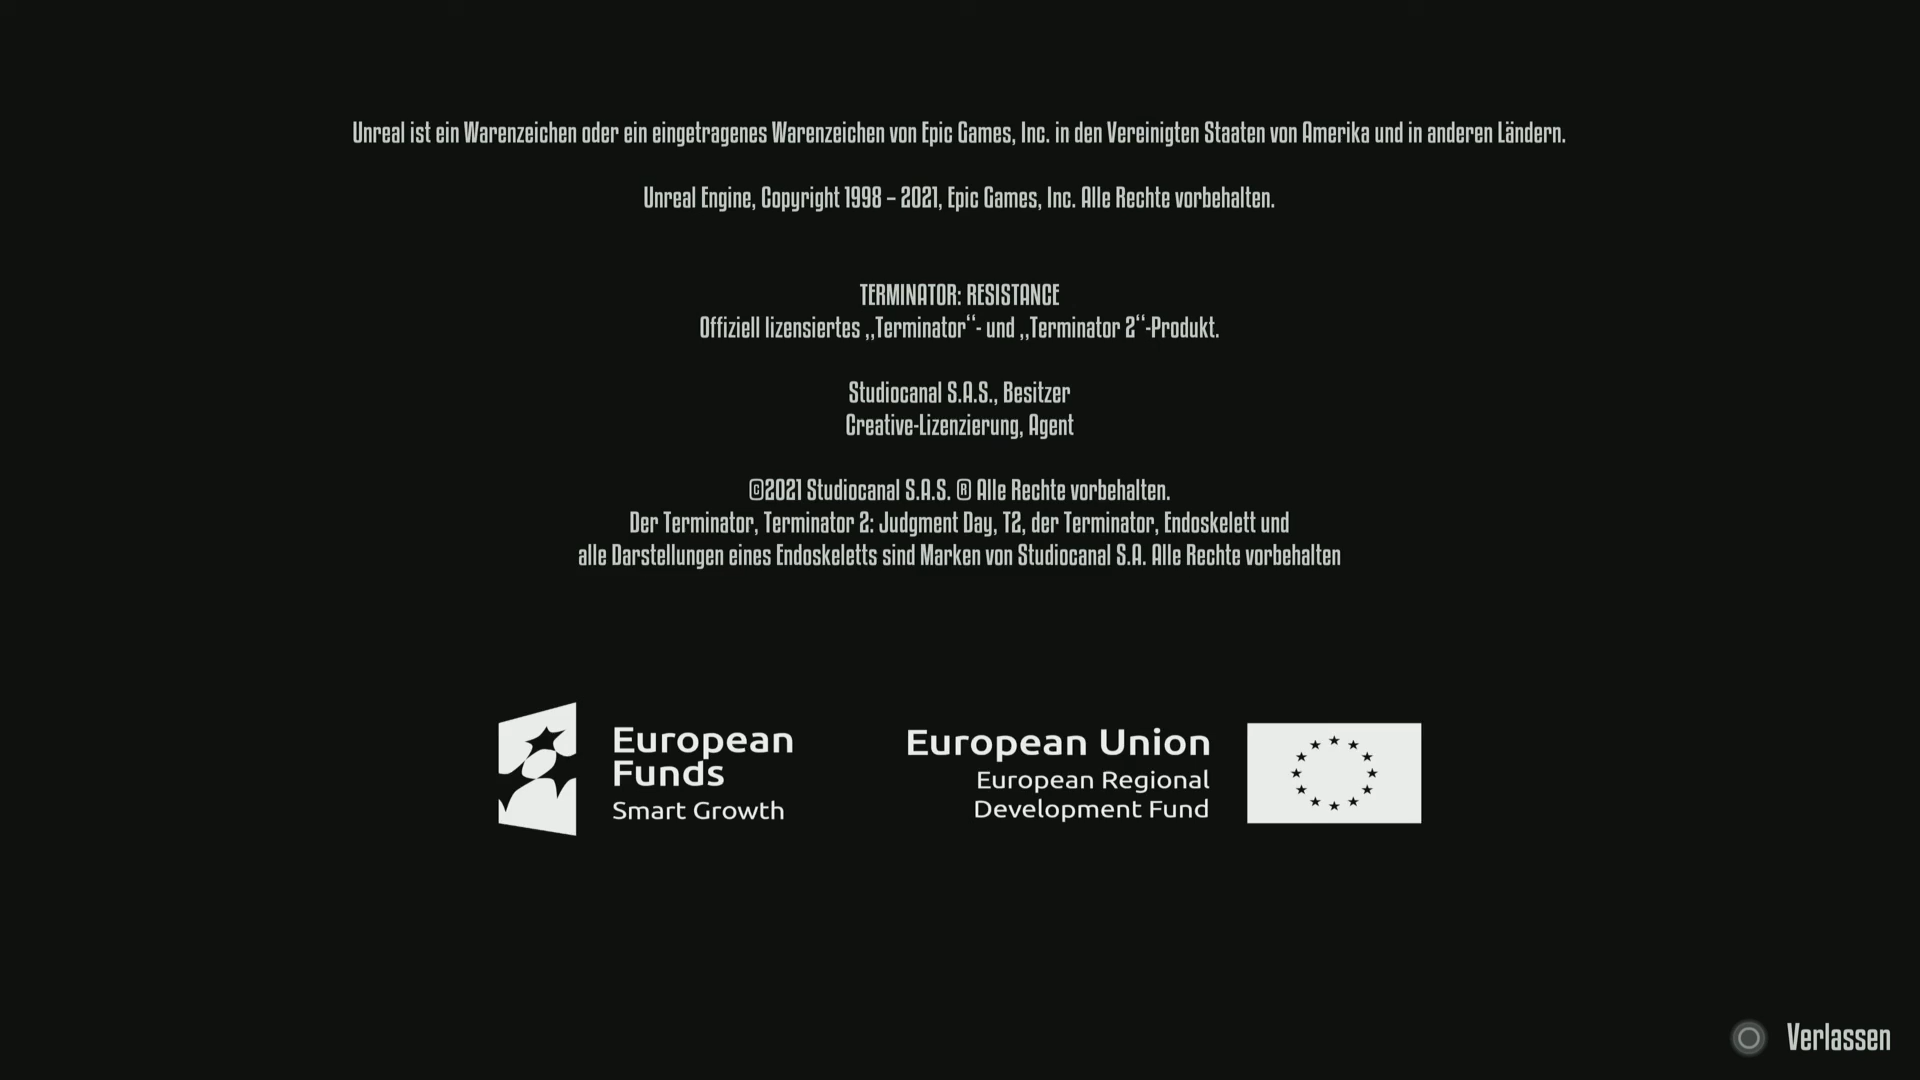 Unreal ist ein Warenzeichen oder ein eingetragenes Warenzeichen von Epic Games, Inc. in den Vereinigten Staaten von Amerika und in anderen Ländern.
Unreal Engine, Copyright 1998 – 2021, Epic Games, Inc. Alle Rechte vorbehalten.
TERMINATOR: RESISTANCE
Offiziell lizensiertes „Terminator“- und „Terminator 2“-Produkt.
Studiocanal S.A.S., Besitzer
Creative-Lizenzierung, Agent
©2021 Studiocanal S.A.S. ® Alle Rechte vorbehalten.
Der Terminator, Terminator 2: Judgment Day, T2, der Terminator, Endoskelett und
alle Darstellungen eines Endoskeletts sind Marken von Studiocanal S.A. Alle Rechte vorbehalten
European
Funds
Smart Growth
European Union
European Regional
Development Fund
Verlassen